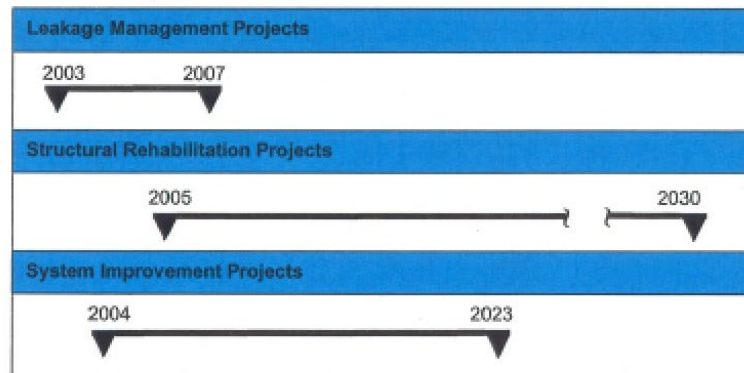 Leakage Management Projects
2003 2007
Structural Rehabilitation Projects
2005 2030
System Improvement Projects
2004 2023